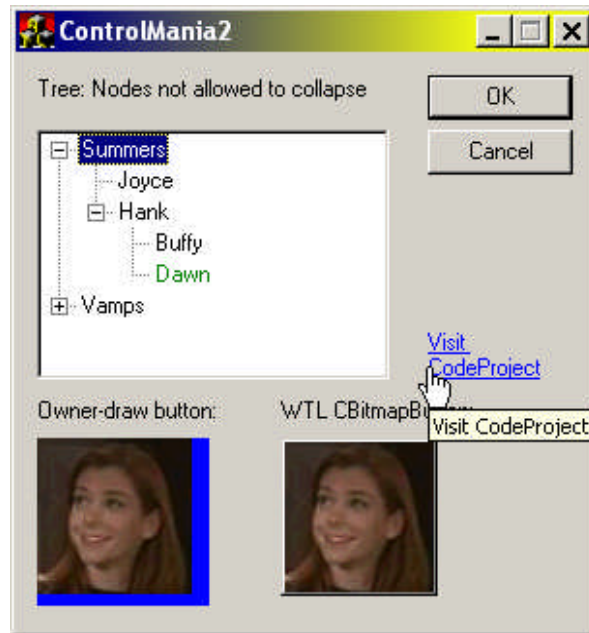 ControlMania2
Tree: Nodes not allowed to collapse
OK
Cancel
Summers
Joyce
Hank
Buffy
Dawn
Vamps
Visit
CodeProject
Owner-draw button:
WTL CBitmapB
Visit CodeProject